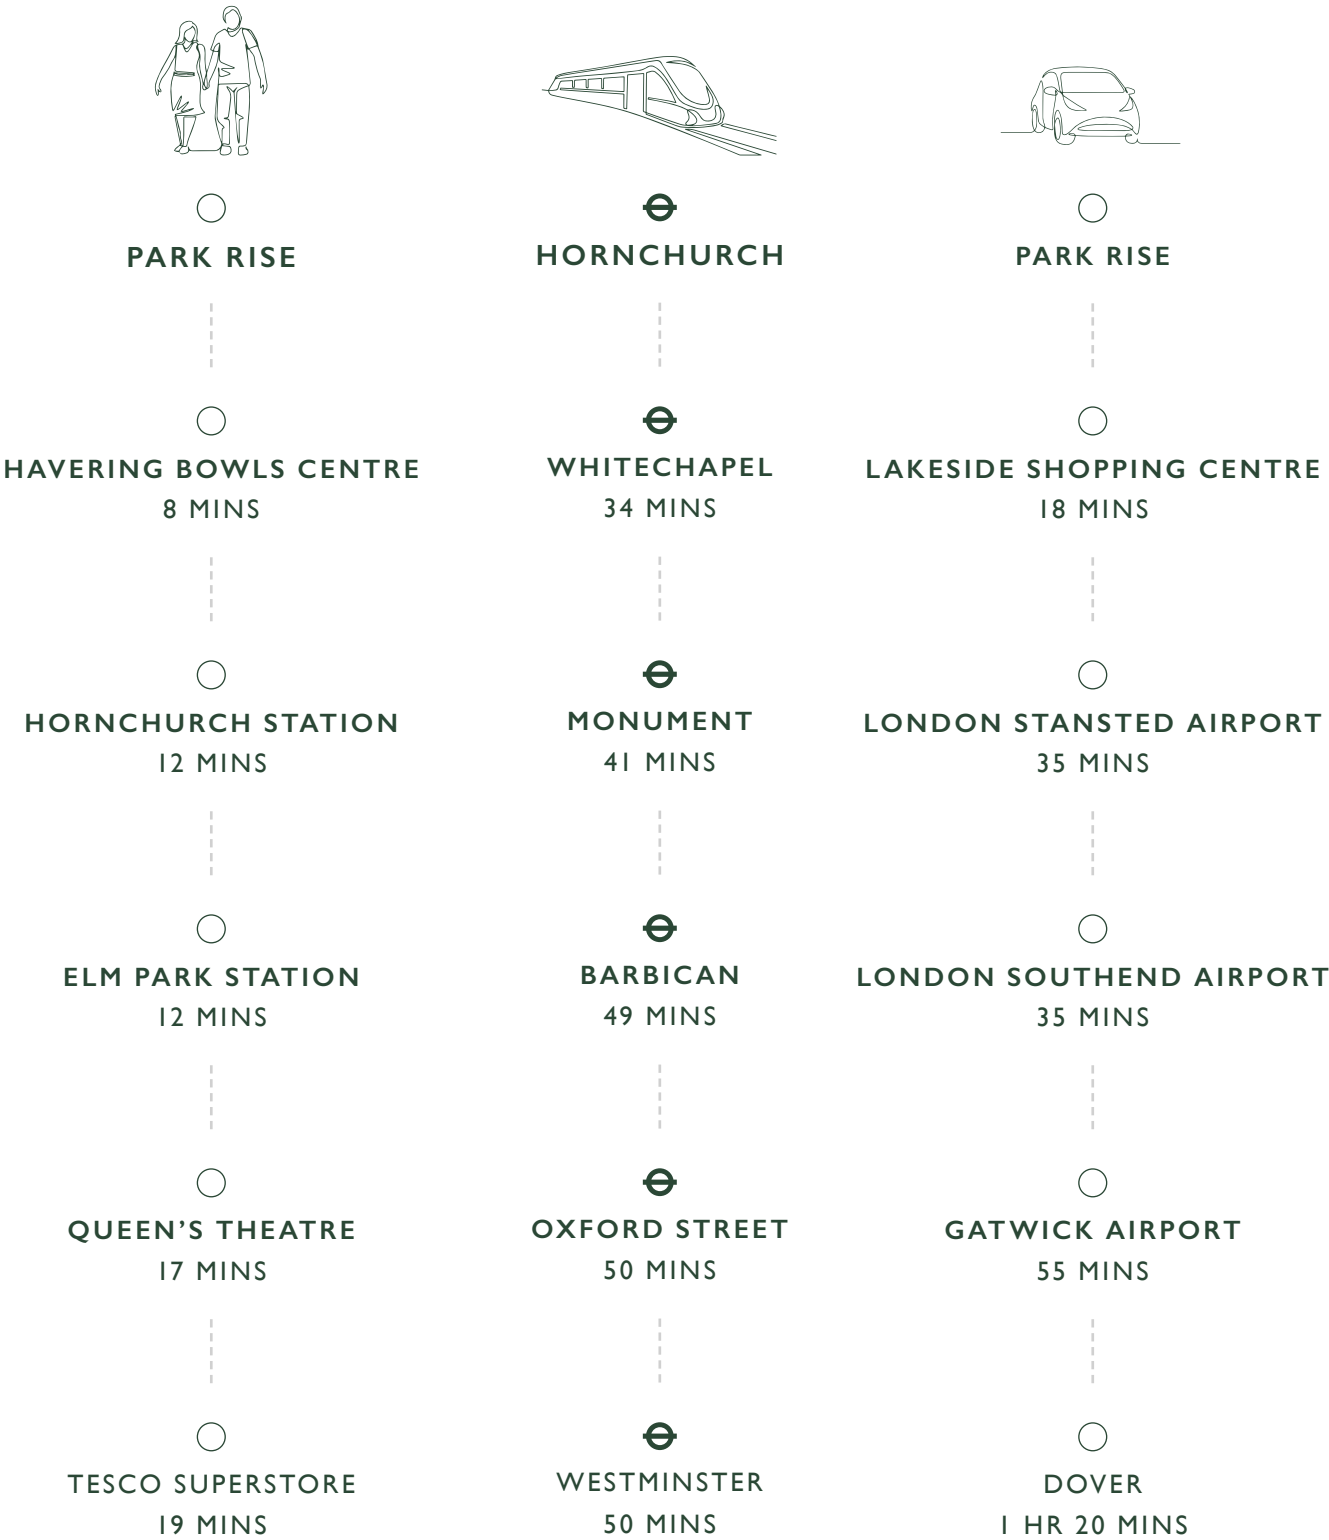 PARK RISE
HAVERING BOWLS CENTRE
8 MINS
HORNCHURCH STATION
12 MINS
ELM PARK STATION
12 MINS
QUEEN’S THEATRE
17 MINS
TESCO SUPERSTORE
19 MINS
HORNCHURCH
WHITECHAPEL
34 MINS
MONUMENT
41 MINS
BARBICAN
49 MINS
OXFORD STREET
50 MINS
WESTMINSTER
50 MINS
PARK RISE
LAKESIDE SHOPPING CENTRE
18 MINS
LONDON STANSTED AIRPORT
35 MINS
LONDON SOUTHEND AIRPORT
35 MINS
GATWICK AIRPORT
55 MINS
DOVER
1 HR 20 MINS